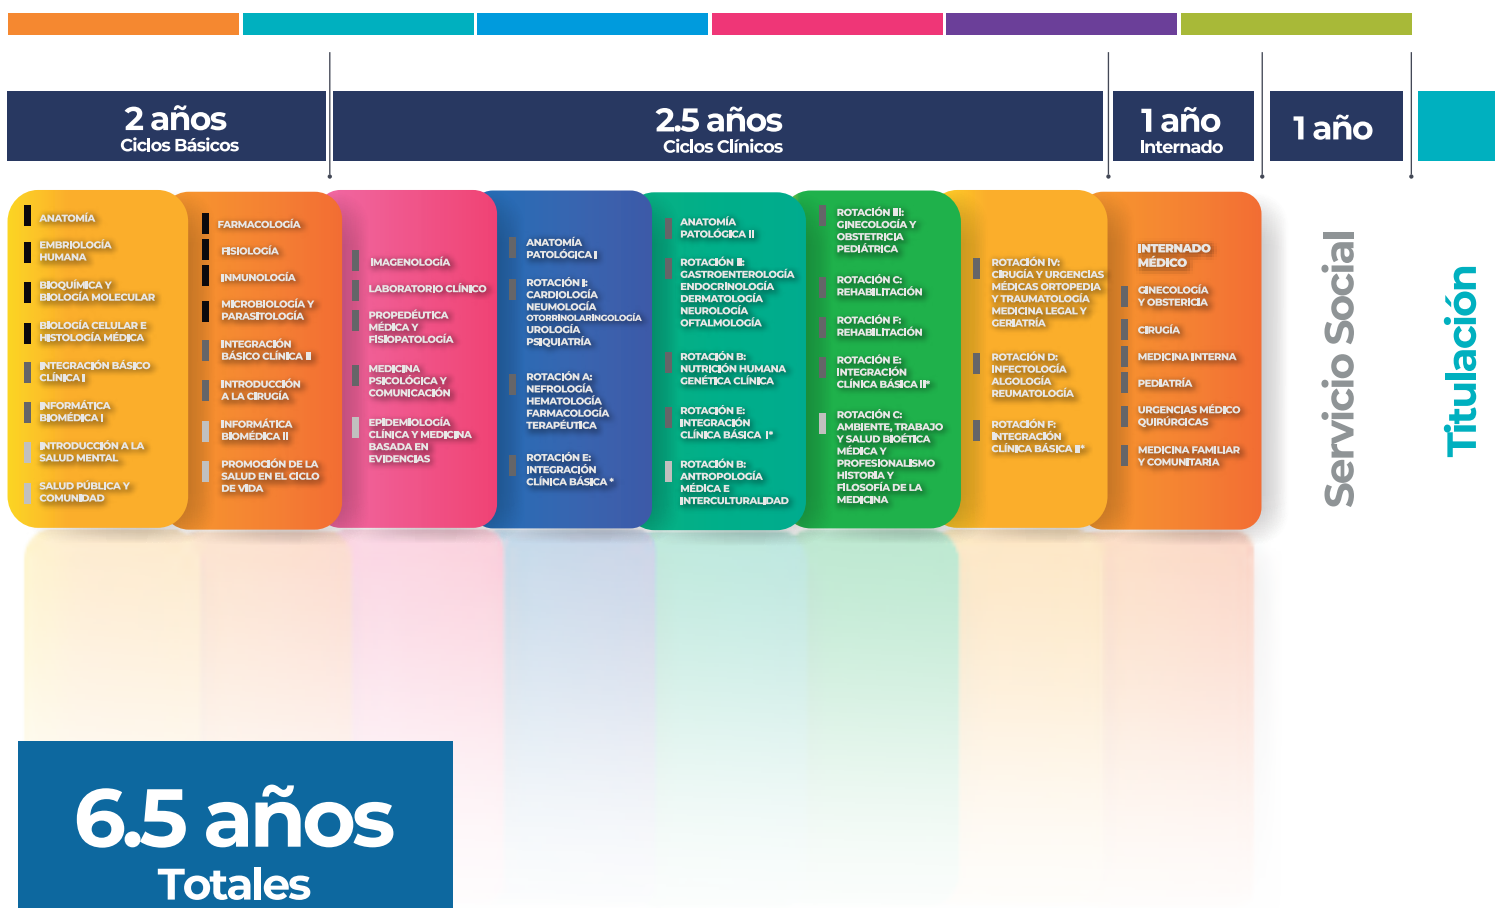 2 años
Ciclos Básicos
2.5 años
Ciclos Clínicos
1 año
Internado
1 año
ANATOMÍA
EMBRIOLOGÍA
HUMANA
BIOQUÍMICA Y
BIOLOGÍA MOLECULAR
BIOLOGÍA CELULAR E
HISTOLOGÍA MÉDICA
INTEGRACIÓN BÁSICO
CLÍNICA I
INFORMÁTICA
BIOMÉDICA I
INTRODUCCIÓN A LA
SALUD MENTAL
SALUD PÚBLICA Y
COMUNIDAD
FARMACOLOGÍA
FISIOLOGÍA
INMUNOLOGÍA
MICROBIOLOGÍA Y
PARASITOLOGÍA
INTEGRACIÓN
BÁSICO CLÍNICA II
INTRODUCCIÓN
A LA CIRUGÍA
INFORMÁTICA
BIOMÉDICA II
PROMOCIÓN DE LA
SALUD EN EL CICLO
DE VIDA
IMAGENOLOGÍA
LABORATORIO CLÍNICO
PROPEDÉUTICA
MÉDICA Y
FISIOPATOLOGÍA
MEDICINA
PSICOLÓGICA Y
COMUNICACIÓN
EPIDEMIOLOGÍA
CLÍNICA Y MEDICINA
BASADA EN
EVIDENCIAS
ANATOMÍA
PATOLÓGICA I
ROTACIÓN I:
CARDIOLOGÍA
NEUMOLOGÍA
OTORRINOLARINGOLOGÍA
UROLOGÍA
PSIQUIATRÍA
ROTACIÓN A:
NEFROLOGÍA
HEMATOLOGÍA
FARMACOLOGÍA
TERAPÉUTICA
ROTACIÓN E:
INTEGRACIÓN
CLÍNICA BÁSICA *
ANATOMÍA
PATOLÓGICA II
ROTACIÓN II:
GASTROENTEROLOGÍA
ENDOCRINOLOGÍA
DERMATOLOGÍA
NEUROLOGÍA
OFTALMOLOGÍA
ROTACIÓN B:
NUTRICIÓN HUMANA
GENÉTICA CLÍNICA
ROTACIÓN E:
INTEGRACIÓN
CLÍNICA BÁSICA I*
ROTACIÓN B:
ANTROPOLOGÍA
MÉDICA E
INTERCULTURALIDAD
ROTACIÓN III:
GINECOLOGÍA Y
OBSTETRICIA
PEDIÁTRICA
ROTACIÓN C:
REHABILITACIÓN
ROTACIÓN F:
REHABILITACIÓN
ROTACIÓN E:
INTEGRACIÓN
CLÍNICA BÁSICA II*
ROTACIÓN C:
AMBIENTE, TRABAJO
Y SALUD BIOÉTICA
MÉDICA Y
PROFESIONALISMO
HISTORIA Y
FILOSOFÍA DE LA
MEDICINA
ROTACIÓN IV:
CIRUGÍA Y URGENCIAS
MÉDICAS ORTOPEDIA
Y TRAUMATOLOGÍA
MEDICINA LEGAL Y
GERIATRÍA
ROTACIÓN D:
INFECTOLOGÍA
ALGOLOGÍA
REUMATOLOGÍA
ROTACIÓN F:
INTEGRACIÓN
CLÍNICA BÁSICA II*
INTERNADO
MÉDICO
GINECOLOGÍA
Y OBSTERICIA
CIRUGÍA
MEDICINA INTERNA
PEDIATRÍA
URGENCIAS MÉDICO
QUIRÚRGICAS
MEDICINA FAMILIAR
Y COMUNITARIA
Servicio Social
Titulación
6.5 años
Totales